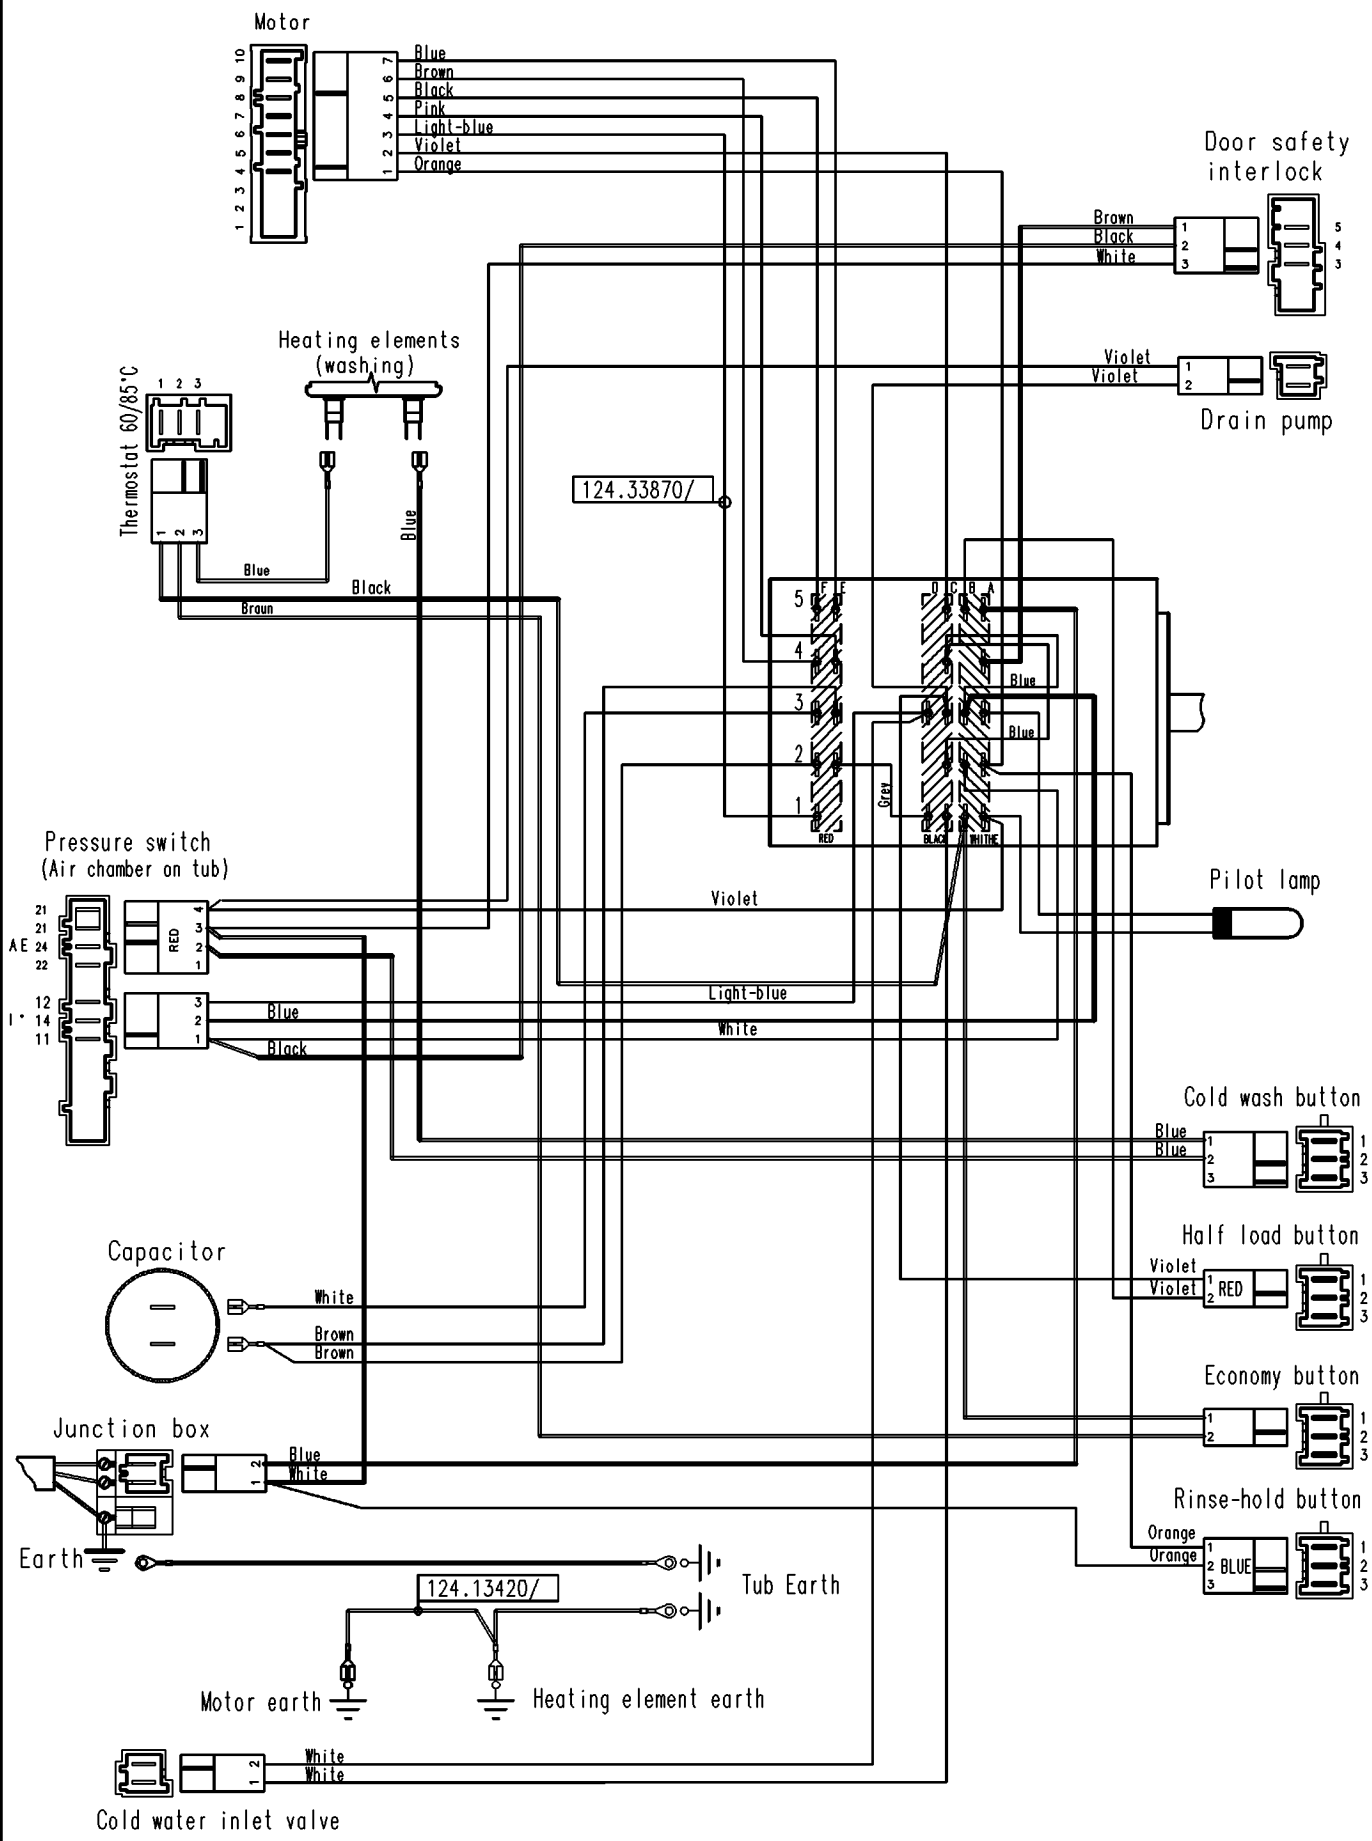 Motor
10
9
8
7
6
5
4
3
2
1
7
6
5
4
3
2
1
Blue
Brown
Black
Pink
Light-blue
Violet
Orange
Door safety
interlock
Brown
Black
White
1
2
3
5
4
3
Heating elements
(washing)
Thermostat 60/85°C
1 2 3
1 2 3
Violet
Violet
1
2
Drain pump
124.33870/
Blue
Blue
Black
Braun
F E D C B A
5
4
3
2
1
Blue
Blue
Grey
RED
BLACK
WHITHE
Pressure switch
(Air chamber on tub)
21
21
AE 24
22
12
I° 14
11
RED
4
3
2
1
3
2
1
Violet
Light-blue
Blue
White
Black
Pilot lamp
Cold wash button
Blue
Blue
1
2
3
1
2
3
Half load button
Violet
Violet
1
2
RED
1
2
3
Capacitor
White
Brown
Brown
Economy button
1
2
1
2
3
Junction box
2
1
Blue
White
Rinse-hold button
Orange
Orange
1
2
3
BLUE
1
2
3
Earth
124.13420/
Tub Earth
Motor earth
Heating element earth
2
1
White
White
Cold water inlet valve